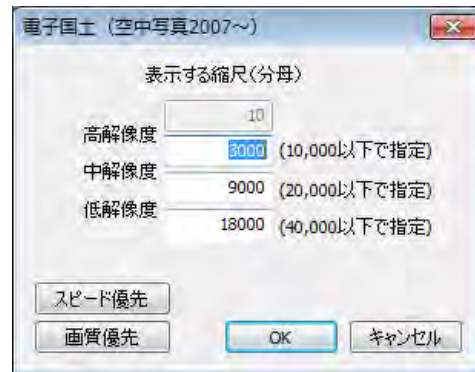 電子国土（空中写真2007～）
表示する縮尺(分母)
10
高解像度
3000 (10,000以下で指定)
中解像度
9000 (20,000以下で指定)
低解像度
18000 (40,000以下で指定)
スピード優先
画質優先 OK キャンセル